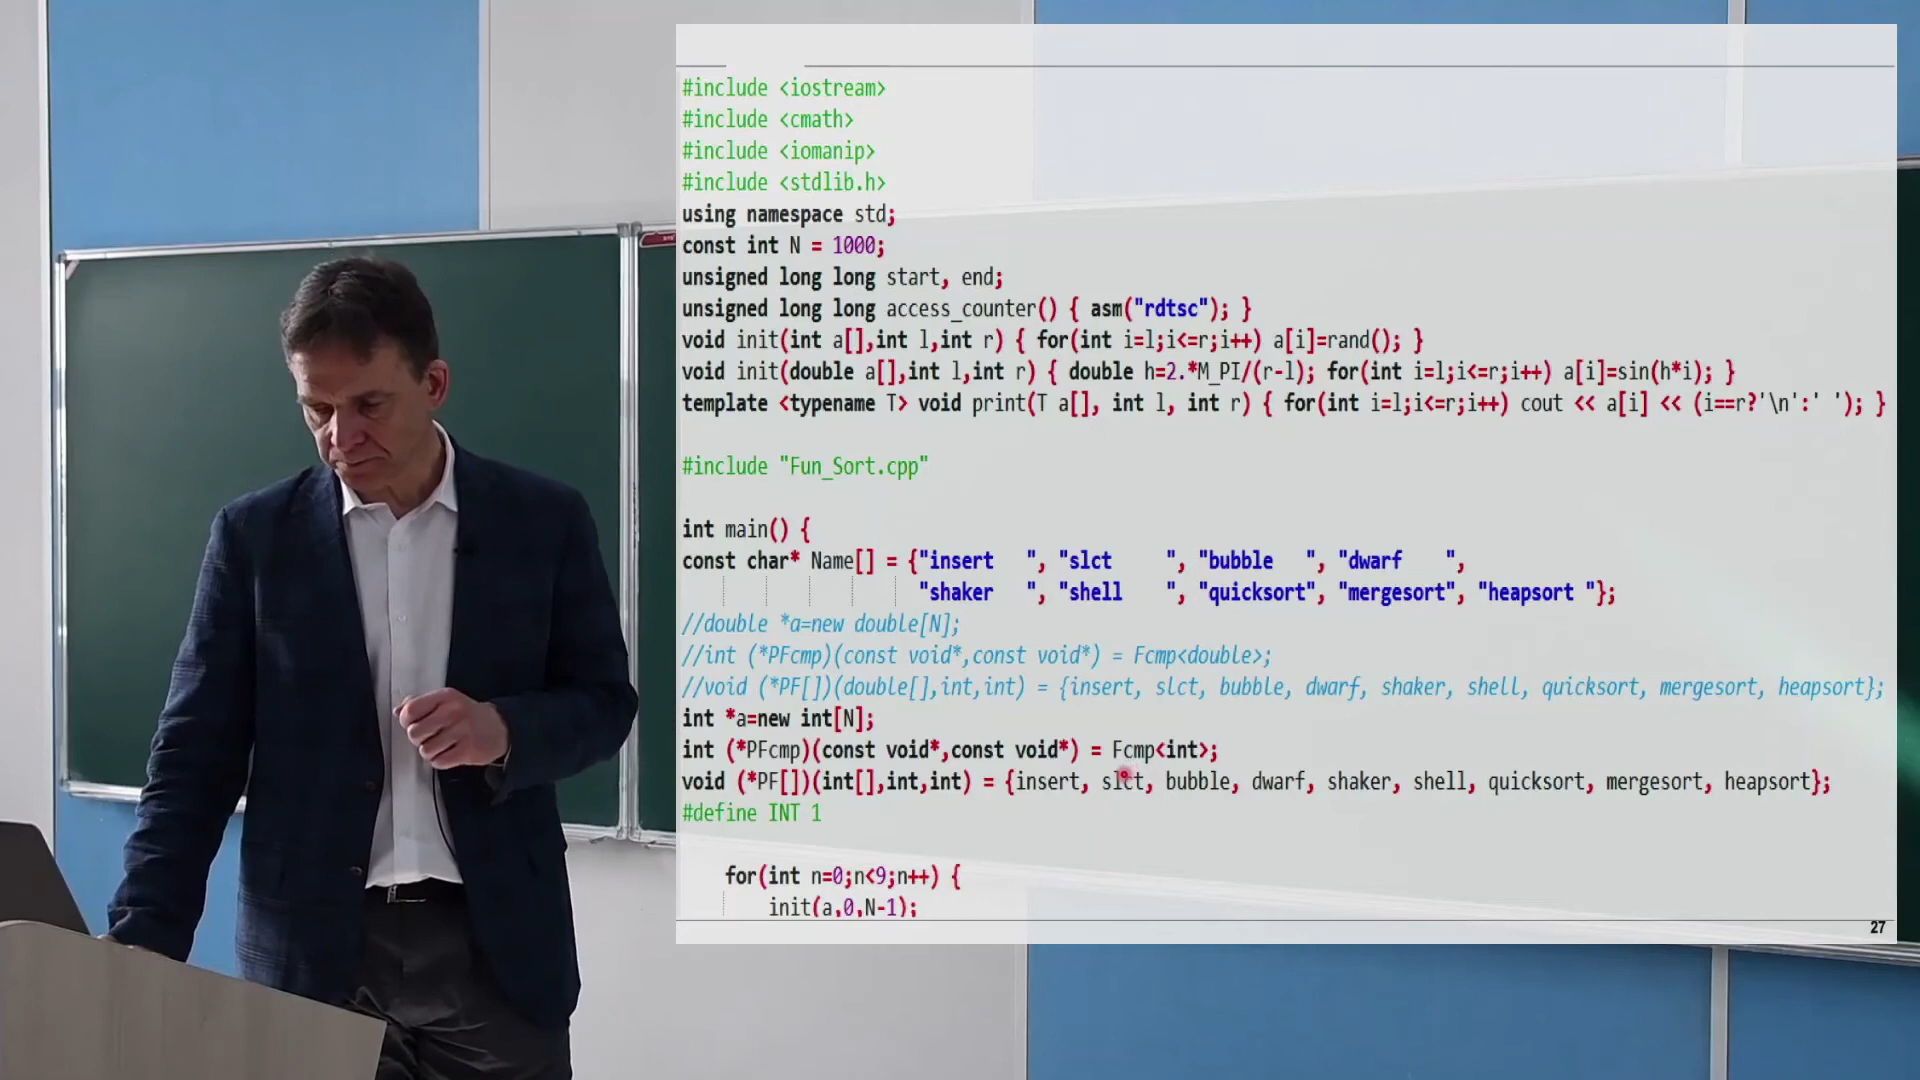 #include <iostream>
#include <cmath>
#include <iomanip>
#include <stdlib.h>
using namespace std;
const int N = 1000;
unsigned long long start, end;
unsigned long long access_counter() { asm("rdtsc"); }
void init(int a[],int l,int r) { for(int i=l;i<=r;i++) a[i]=rand(); }
void init(double a[],int l,int r) { double h=2.*M_PI/(r-l); for(int i=l;i<=r;i++) a[i]=sin(h*i); }
template <typename T> void print(T a[], int l, int r) { for(int i=l;i<=r;i++) cout << a[i] << (i==r?'\n':' '); }
#include "Fun_Sort.cpp"
int main() {
const char* Name[] = {"insert   ", "slct     ", "bubble   ", "dwarf    ",
"shaker   ", "shell    ", "quicksort", "mergesort", "heapsort "};
//double *a=new double[N];
//int (*PFcmp)(const void*,const void*) = Fcmp<double>;
//void (*PF[])(double[],int,int) = {insert, slct, bubble, dwarf, shaker, shell, quicksort, mergesort, heapsort};
int *a=new int[N];
int (*PFcmp)(const void*,const void*) = Fcmp<int>;
void (*PF[])(int[],int,int) = {insert, slct, bubble, dwarf, shaker, shell, quicksort, mergesort, heapsort};
#define INT 1
for(int n=0;n<9;n++) {
init(a,0,N-1);
27